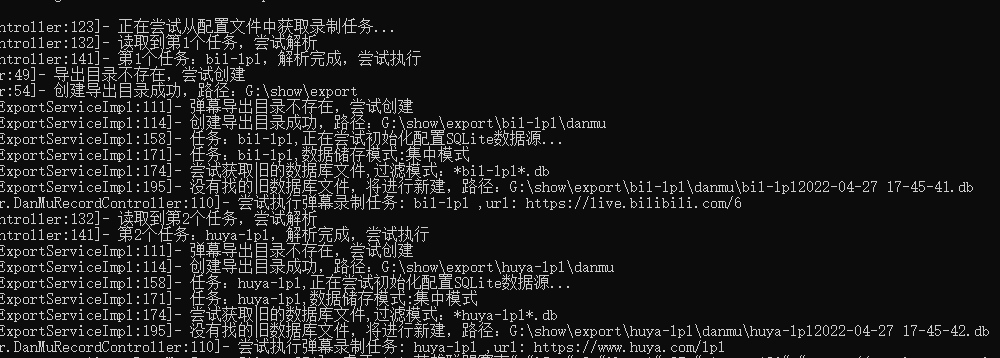 ntroller:123]- 正在尝试从配置文件中获取录制任务...
ntroller:132]- 读取到第1个任务，尝试解析
ntroller:141]- 第1个任务：bil-lpl，解析完成，尝试执行
r:49]- 导出目录不存在，尝试创建
r:54]- 创建导出目录成功，路径：G:\show\export
ExportServiceImpl:111]- 弹幕导出目录不存在，尝试创建
ExportServiceImpl:114]- 创建导出目录成功，路径：G:\show\export\bil-lpl\danmu
ExportServiceImpl:158]- 任务：bil-lpl,正在尝试初始化配置SQLite数据源...
ExportServiceImpl:171]- 任务：bil-lpl,数据储存模式:集中模式
ExportServiceImpl:174]- 尝试获取旧的数据库文件,过滤模式：*bil-lpl*.db
ExportServiceImpl:195]- 没有找的旧数据库文件，将进行新建，路径：G:\show\export\bil-lpl\danmu\bil-lpl2022-04-27 17-45-41.db
r.DanMuRecordController:110]- 尝试执行弹幕录制任务: bil-lpl ,url: https://live.bilibili.com/6
ntroller:132]- 读取到第2个任务，尝试解析
ntroller:141]- 第2个任务：huya-lpl，解析完成，尝试执行
ExportServiceImpl:111]- 弹幕导出目录不存在，尝试创建
ExportServiceImpl:114]- 创建导出目录成功，路径：G:\show\export\huya-lpl\danmu
ExportServiceImpl:158]- 任务：huya-lpl,正在尝试初始化配置SQLite数据源...
ExportServiceImpl:171]- 任务：huya-lpl,数据储存模式:集中模式
ExportServiceImpl:174]- 尝试获取旧的数据库文件,过滤模式：*huya-lpl*.db
ExportServiceImpl:195]- 没有找的旧数据库文件，将进行新建，路径：G:\show\export\huya-lpl\danmu\huya-lpl2022-04-27 17-45-42.db
r.DanMuRecordController:110]- 尝试执行弹幕录制任务: huya-lpl ,url: https://www.huya.com/lpl